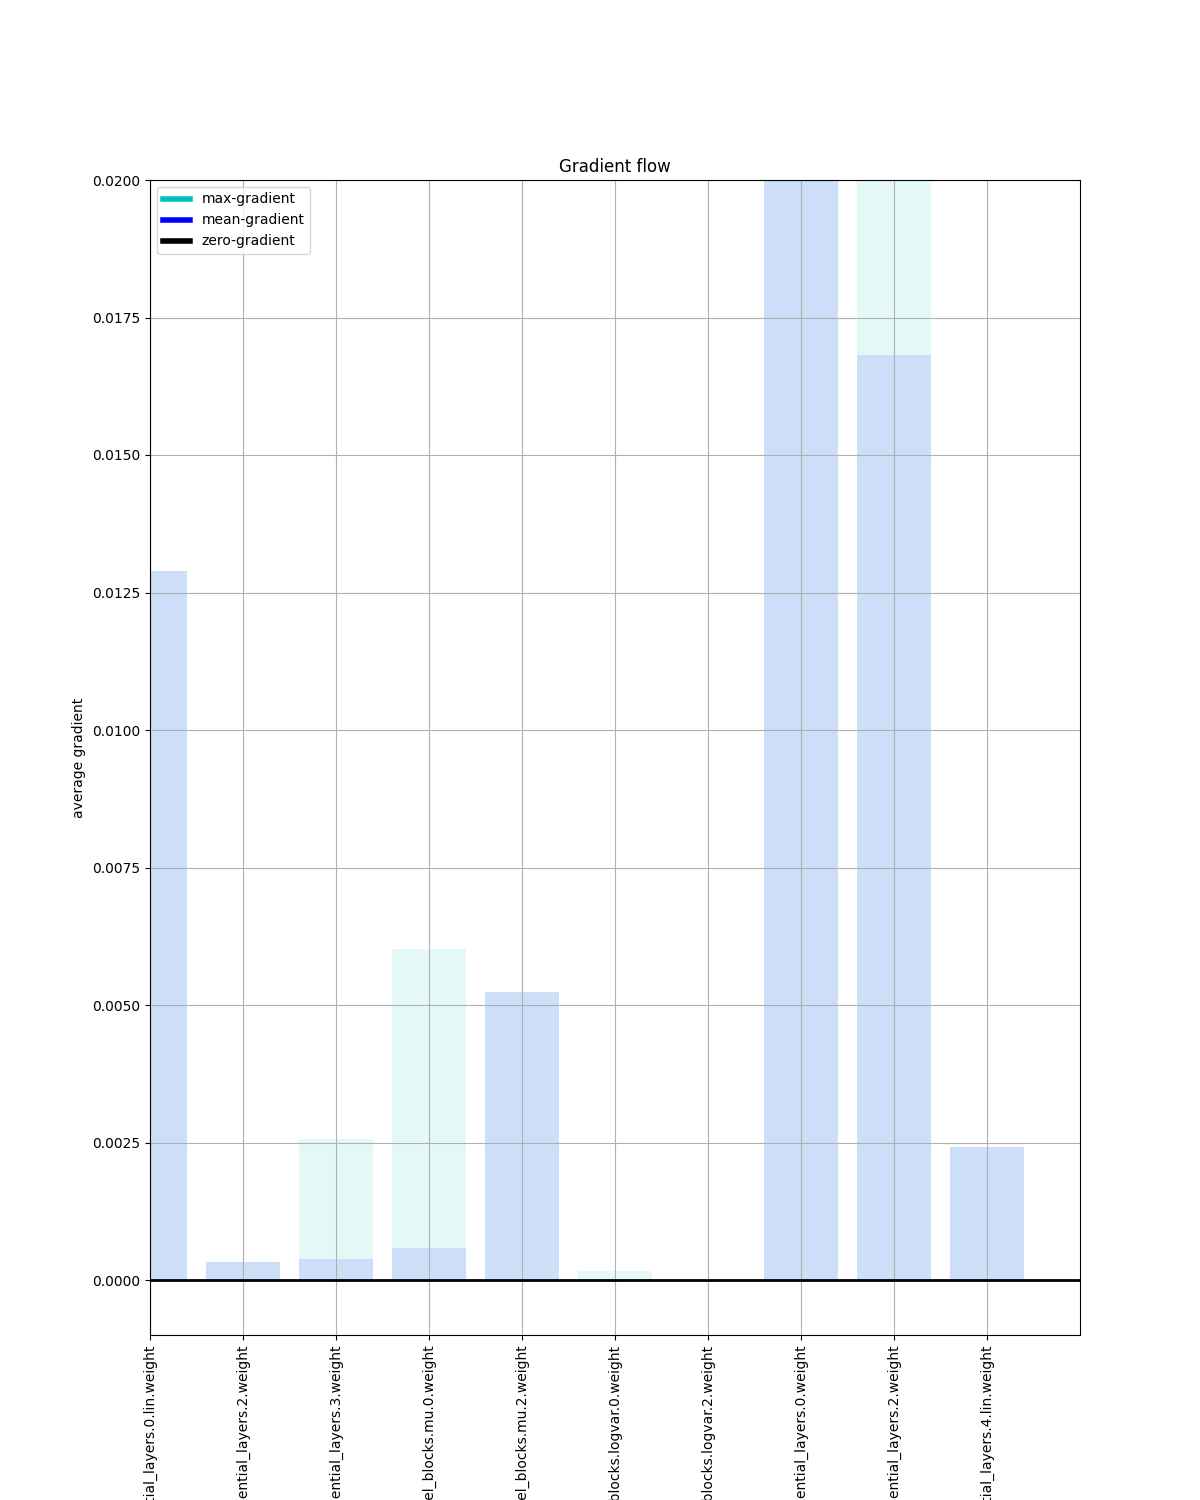 Gradient flow
max-gradient
mean-gradient
zero-gradient
0.0200
0.0175
0.0150
0.0125
0.0100
0.0075
0.0050
0.0025
0.0000
average gradient
tial_layers.0.lin.weight
ential_layers.2.weight
ential_layers.3.weight
el_blocks.mu.0.weight
el_blocks.mu.2.weight
blocks.logvar.0.weight
blocks.logvar.2.weight
ential_layers.0.weight
ential_layers.2.weight
tial_layers.4.lin.weight